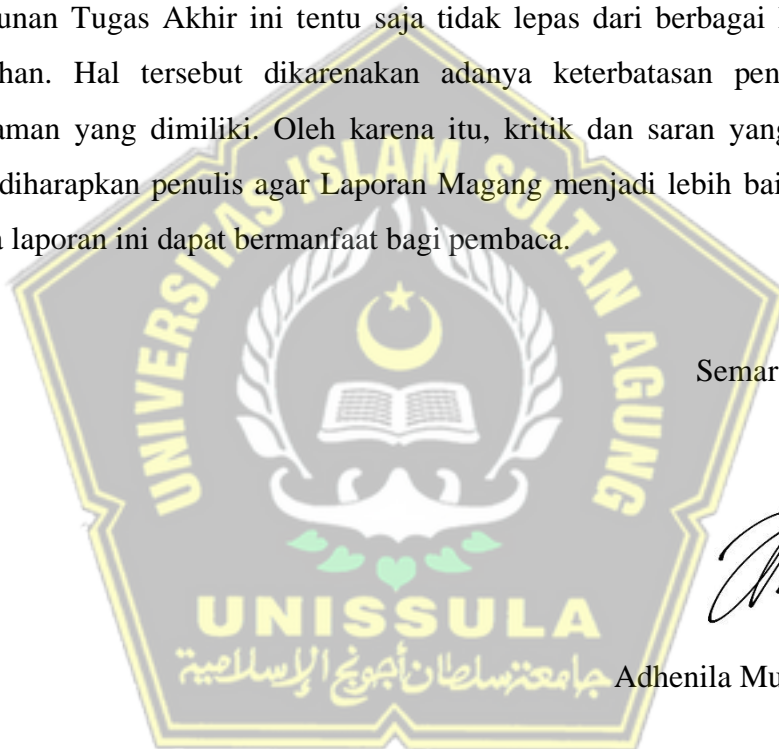 unan Tugas Akhir ini tentu saja tidak lepas dari berbagai
han. Hal tersebut dikarenakan adanya keterbatasan pen
aman yang dimiliki. Oleh karena itu, kritik dan saran yang
diharapkan penulis agar Laporan Magang menjadi lebih bai
a laporan ini dapat bermanfaat bagi pembaca.
UNIVERSITAS ISLAM SULTAN AGUNG
Semar
UNISSULA
جامعتسلطان أجونج الإسلامية
Adhenila Mu